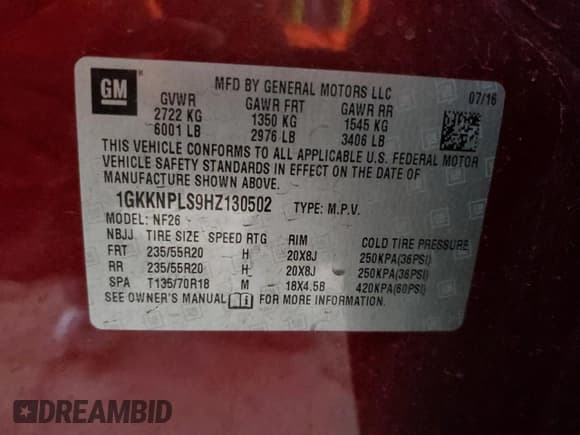 GM
MFD BY GENERAL MOTORS LLC
07/16
GVWR GAWR FRT GAWR RR
2722 KG 1350 KG 1545 KG
6001 LB 2976 LB 3406 LB
THIS VEHICLE CONFORMS TO ALL APPLICABLE U.S. FEDERAL MOTOR
VEHICLE SAFETY STANDARDS IN EFFECT ON THE DATE OF
MANUFACTURE SHOWN ABOVE.
1GKKNPLS9HZ130502 TYPE: M.P.V.
MODEL: NF26
NBJJ TIRE SIZE SPEED RTG RIM COLD TIRE PRESSURE
FRT 235/55R20 H 20X8J 250KPA(36PSI)
RR 235/55R20 H 20X8J 250KPA(36PSI)
SPA T135/70R18 M 18X4.5B 420KPA(60PSI)
SEE OWNER'S MANUAL FOR MORE INFORMATION.
DREAMBID